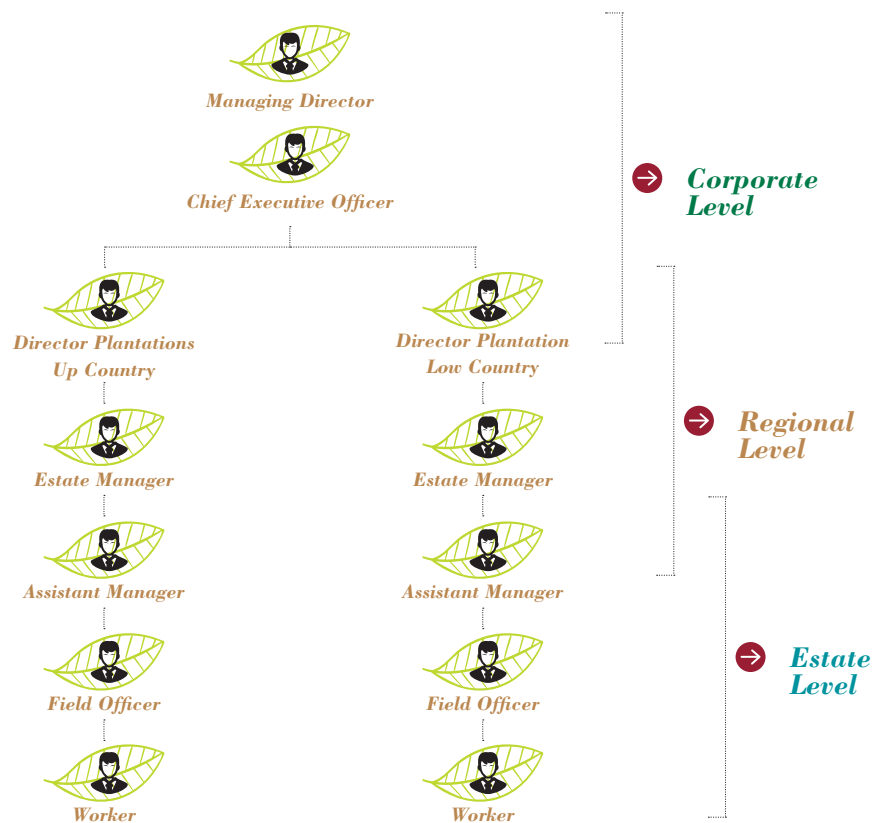 Managing Director
Chief Executive Officer
Corporate
Level
Director Plantations
Up Country
Director Plantation
Low Country
Regional
Level
Estate Manager
Estate Manager
Assistant Manager
Assistant Manager
Estate
Level
Field Officer
Field Officer
Worker
Worker